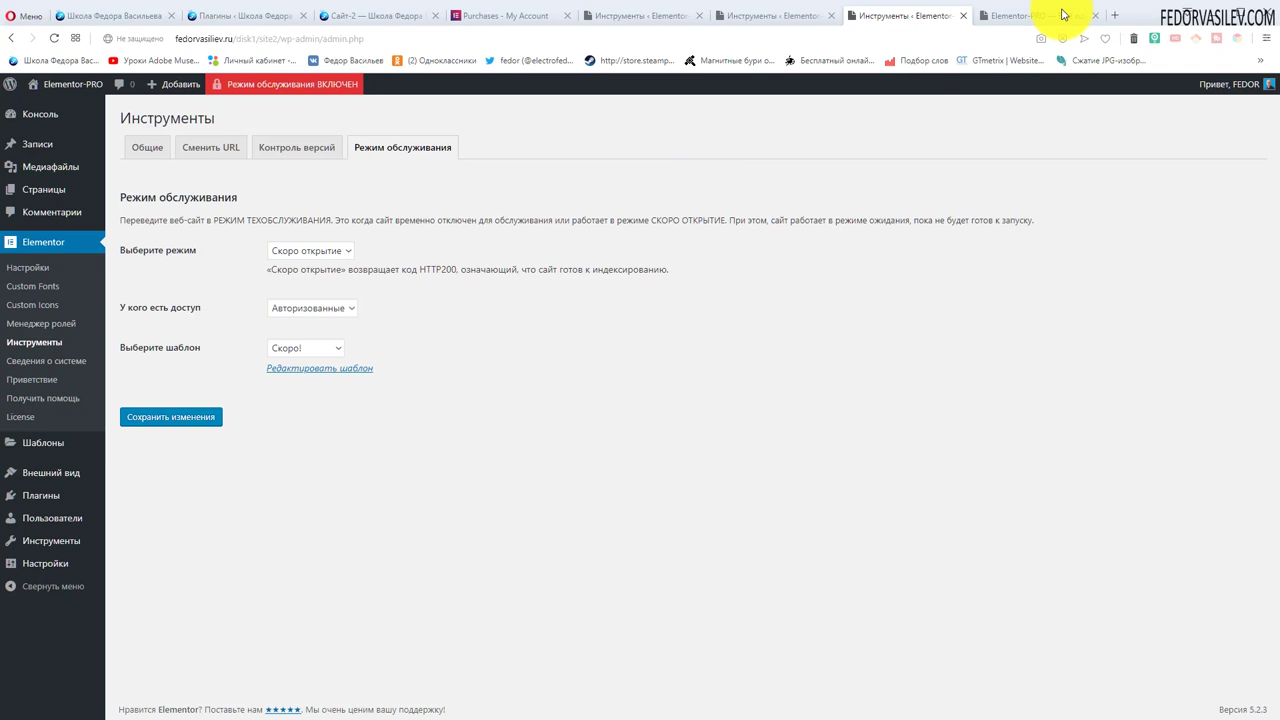 Меню
Школа Федора Васильева
Плагины ‹ Школа Федора
Сайт-2 — Школа Федора
Purchases - My Account
Инструменты ‹ Elementor-
Инструменты ‹ Elementor-
Инструменты ‹ Elementor-
Elementor-PRO —
FEDORVASILEV.COM
Не защищено
fedorvasiliev.ru/disk1/site2/wp-admin/admin.php
Школа Федора Вас...
Уроки Adobe Muse...
Личный кабинет -...
Федор Васильев
(2) Одноклассники
fedor (@electrofed...
http://store.steamp...
Магнитные бури о...
Бесплатный онлай...
Подбор слов
GTmetrix | Website...
Сжатие JPG-изобр...
Elementor-PRO
0
Добавить
Режим обслуживания ВКЛЮЧЕН
Привет, FEDOR
Консоль
Записи
Медиафайлы
Страницы
Комментарии
Elementor
Настройки
Custom Fonts
Custom Icons
Менеджер ролей
Инструменты
Сведения о системе
Приветствие
Получить помощь
License
Шаблоны
Внешний вид
Плагины
Пользователи
Инструменты
Настройки
Свернуть меню
Инструменты
Общие
Сменить URL
Контроль версий
Режим обслуживания
Режим обслуживания
Переведите веб-сайт в РЕЖИМ ТЕХОБСЛУЖИВАНИЯ. Это когда сайт временно отключен для обслуживания или работает в режиме СКОРО ОТКРЫТИЕ. При этом, сайт работает в режиме ожидания, пока не будет готов к запуску.
Выберите режим
Скоро открытие
«Скоро открытие» возвращает код HTTP200, означающий, что сайт готов к индексированию.
У кого есть доступ
Авторизованные
Выберите шаблон
Скоро!
Редактировать шаблон
Сохранить изменения
Нравится Elementor? Поставьте нам ★★★★★. Мы очень ценим вашу поддержку!
Версия 5.2.3